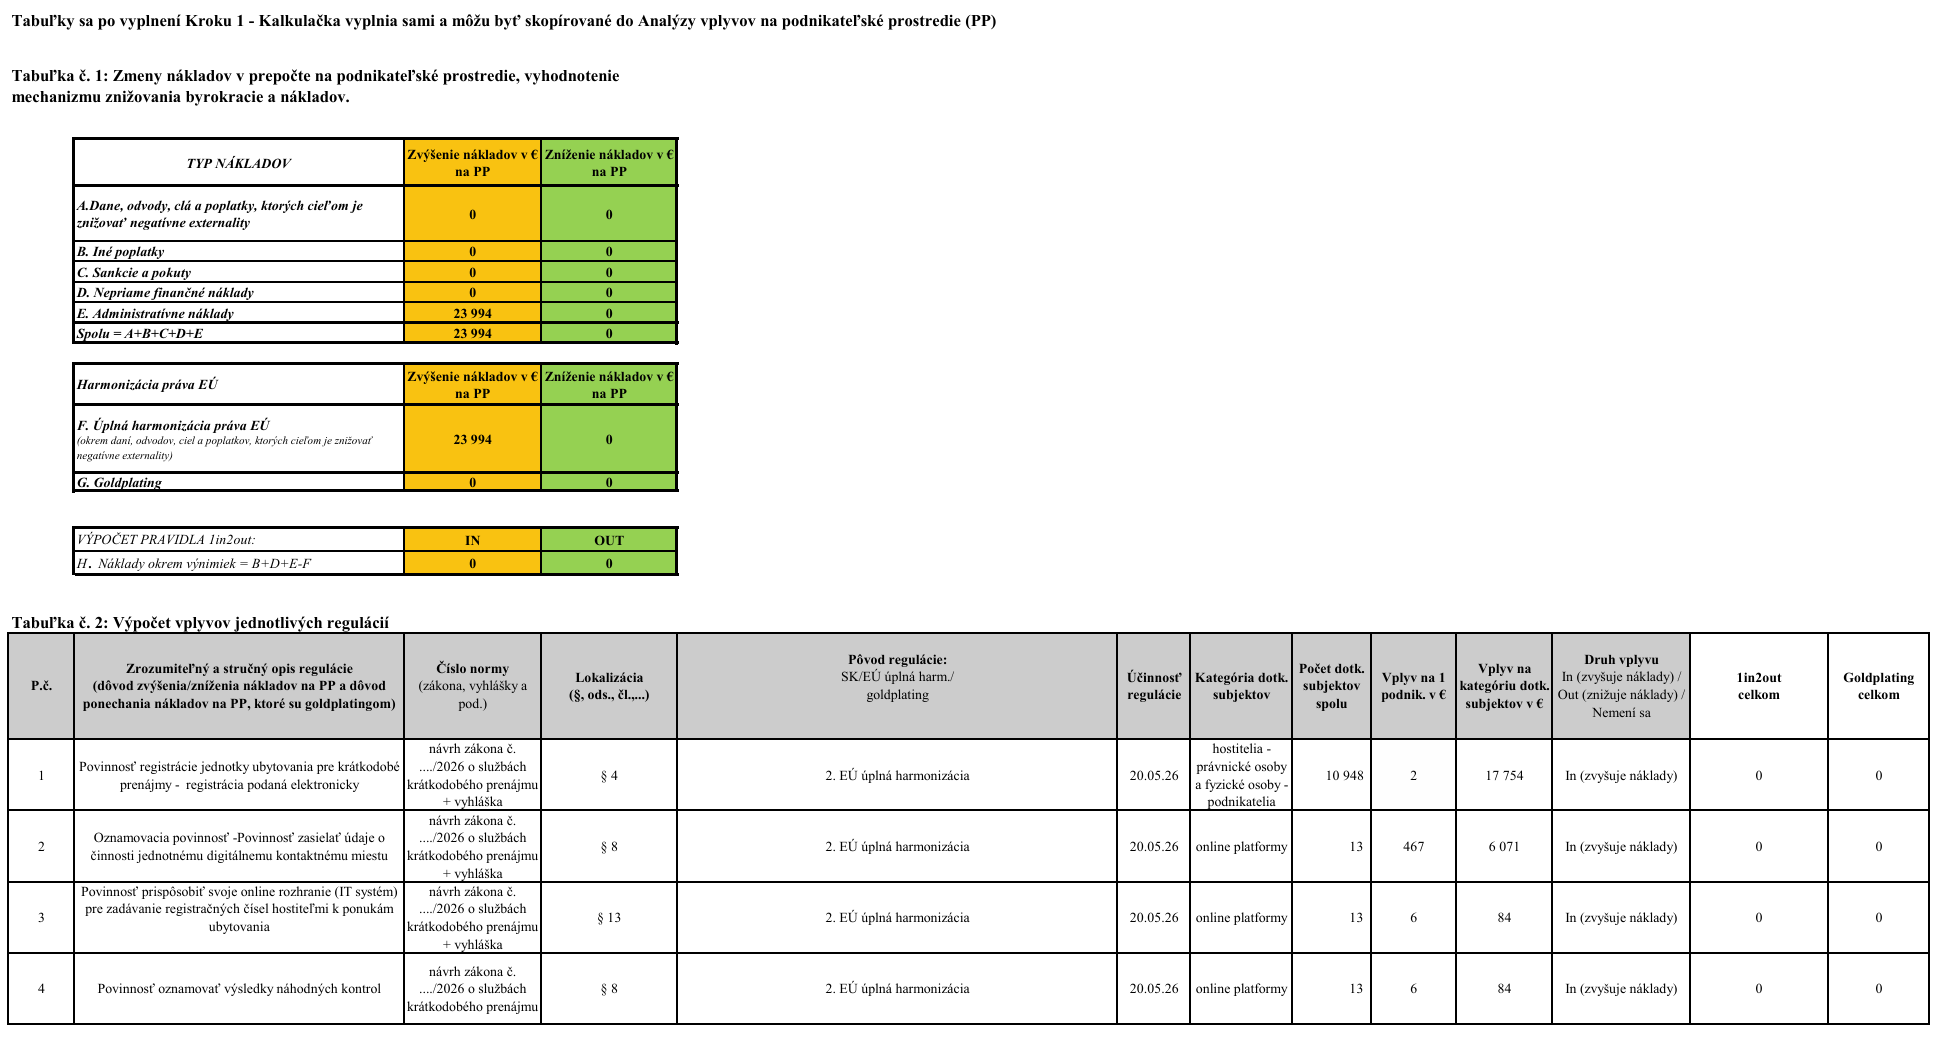 Tabuľky sa po vyplnení Kroku 1 - Kalkulačka vyplnia sami a môžu byť skopírované do Analýzy vplyvov na podnikateľské prostredie (PP)
Tabuľka č. 1: Zmeny nákladov v prepočte na podnikateľské prostredie, vyhodnotenie
mechanizmu znižovania byrokracie a nákladov.
TYP NÁKLADOV
Zvýšenie nákladov v €
na PP
Zníženie nákladov v €
na PP
A.Dane, odvody, clá a poplatky, ktorých cieľom je
znižovať negatívne externality
0
0
B. Iné poplatky
0
0
C. Sankcie a pokuty
0
0
D. Nepriame finančné náklady
0
0
E. Administratívne náklady
23 994
0
Spolu = A+B+C+D+E
23 994
0
Harmonizácia práva EÚ
Zvýšenie nákladov v €
na PP
Zníženie nákladov v €
na PP
F. Úplná harmonizácia práva EÚ
(okrem daní, odvodov, ciel a poplatkov, ktorých cieľom je znižovať
negatívne externality)
23 994
0
G. Goldplating
0
0
VÝPOČET PRAVIDLA 1in2out:
IN
OUT
H. Náklady okrem výnimiek = B+D+E-F
0
0
Tabuľka č. 2: Výpočet vplyvov jednotlivých regulácií
P.č.
Zrozumiteľný a stručný opis regulácie
(dôvod zvýšenia/zníženia nákladov na PP a dôvod
ponechania nákladov na PP, ktoré su goldplatingom)
Číslo normy
(zákona, vyhlášky a
pod.)
Lokalizácia
(§, ods., čl.,...)
Pôvod regulácie:
SK/EÚ úplná harm./
goldplating
Účinnosť
regulácie
Kategória dotk.
subjektov
Počet dotk.
subjektov
spolu
Vplyv na 1
podnik. v €
Vplyv na
kategóriu dotk.
subjektov v €
Druh vplyvu
In (zvyšuje náklady) /
Out (znižuje náklady) /
Nemení sa
1in2out
celkom
Goldplating
celkom
1
Povinnosť registrácie jednotky ubytovania pre krátkodobé
prenájmy - registrácia podaná elektronicky
návrh zákona č.
..../2026 o službách
krátkodobého prenájmu
+ vyhláška
§ 4
2. EÚ úplná harmonizácia
20.05.26
hostitelia -
právnické osoby
a fyzické osoby -
podnikatelia
10 948
2
17 754
In (zvyšuje náklady)
0
0
2
Oznamovacia povinnosť -Povinnosť zasielať údaje o
činnosti jednotnému digitálnemu kontaktnému miestu
návrh zákona č.
..../2026 o službách
krátkodobého prenájmu
+ vyhláška
§ 8
2. EÚ úplná harmonizácia
20.05.26
online platformy
13
467
6 071
In (zvyšuje náklady)
0
0
3
Povinnosť prispôsobiť svoje online rozhranie (IT systém)
pre zadávanie registračných čísel hostiteľmi k ponukám
ubytovania
návrh zákona č.
..../2026 o službách
krátkodobého prenájmu
+ vyhláška
§ 13
2. EÚ úplná harmonizácia
20.05.26
online platformy
13
6
84
In (zvyšuje náklady)
0
0
4
Povinnosť oznamovať výsledky náhodných kontrol
návrh zákona č.
..../2026 o službách
krátkodobého prenájmu
§ 8
2. EÚ úplná harmonizácia
20.05.26
online platformy
13
6
84
In (zvyšuje náklady)
0
0